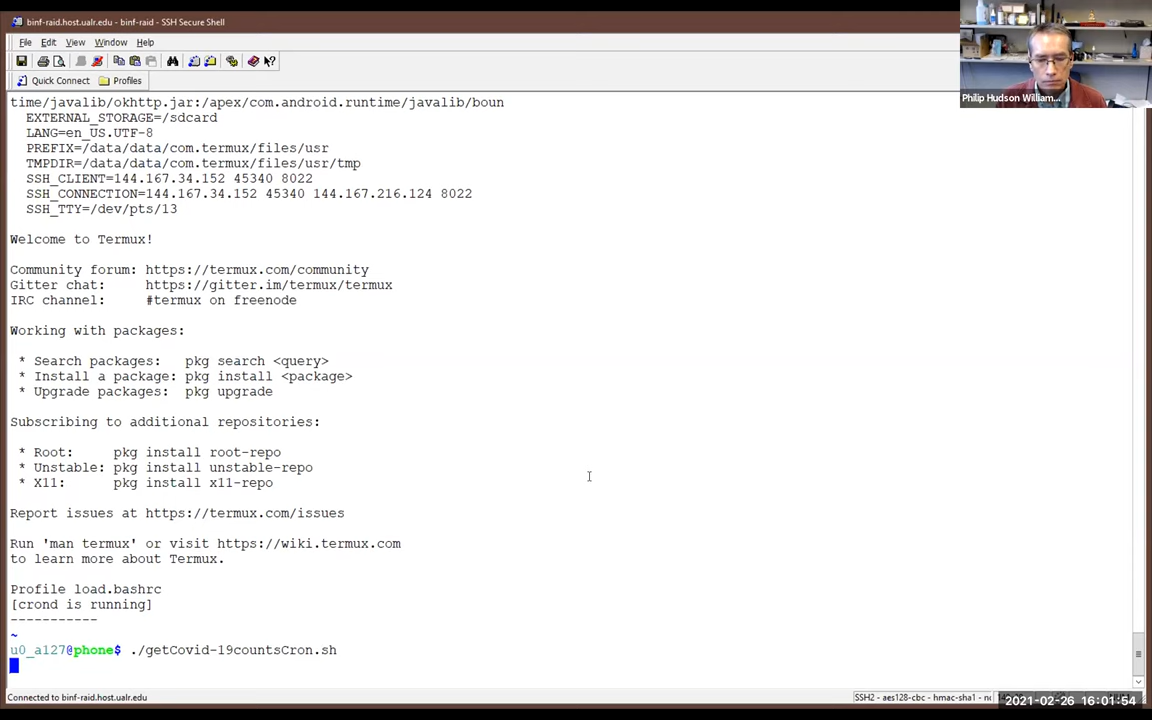 binf-raid.host.ualr.edu - binf-raid - SSH Secure Shell
File Edit View Window Help
Quick Connect Profiles
Philip Hudson William...
time/javalib/okhttp.jar:/apex/com.android.runtime/javalib/boun
EXTERNAL_STORAGE=/sdcard
LANG=en_US.UTF-8
PREFIX=/data/data/com.termux/files/usr
TMPDIR=/data/data/com.termux/files/usr/tmp
SSH_CLIENT=144.167.34.152 45340 8022
SSH_CONNECTION=144.167.34.152 45340 144.167.216.124 8022
SSH_TTY=/dev/pts/13
Welcome to Termux!
Community forum: https://termux.com/community
Gitter chat: https://gitter.im/termux/termux
IRC channel: #termux on freenode
Working with packages:
* Search packages: pkg search <query>
* Install a package: pkg install <package>
* Upgrade packages: pkg upgrade
Subscribing to additional repositories:
* Root: pkg install root-repo
* Unstable: pkg install unstable-repo
* X11: pkg install x11-repo
Report issues at https://termux.com/issues
Run 'man termux' or visit https://wiki.termux.com
to learn more about Termux.
Profile load.bashrc
[crond is running]
-----------
~
u0_a127@phone$ ./getCovid-19countsCron.sh
Connected to binf-raid.host.ualr.edu
SSH2 - aes128-cbc - hmac-sha1 - nc
2021-02-26 16:01:54